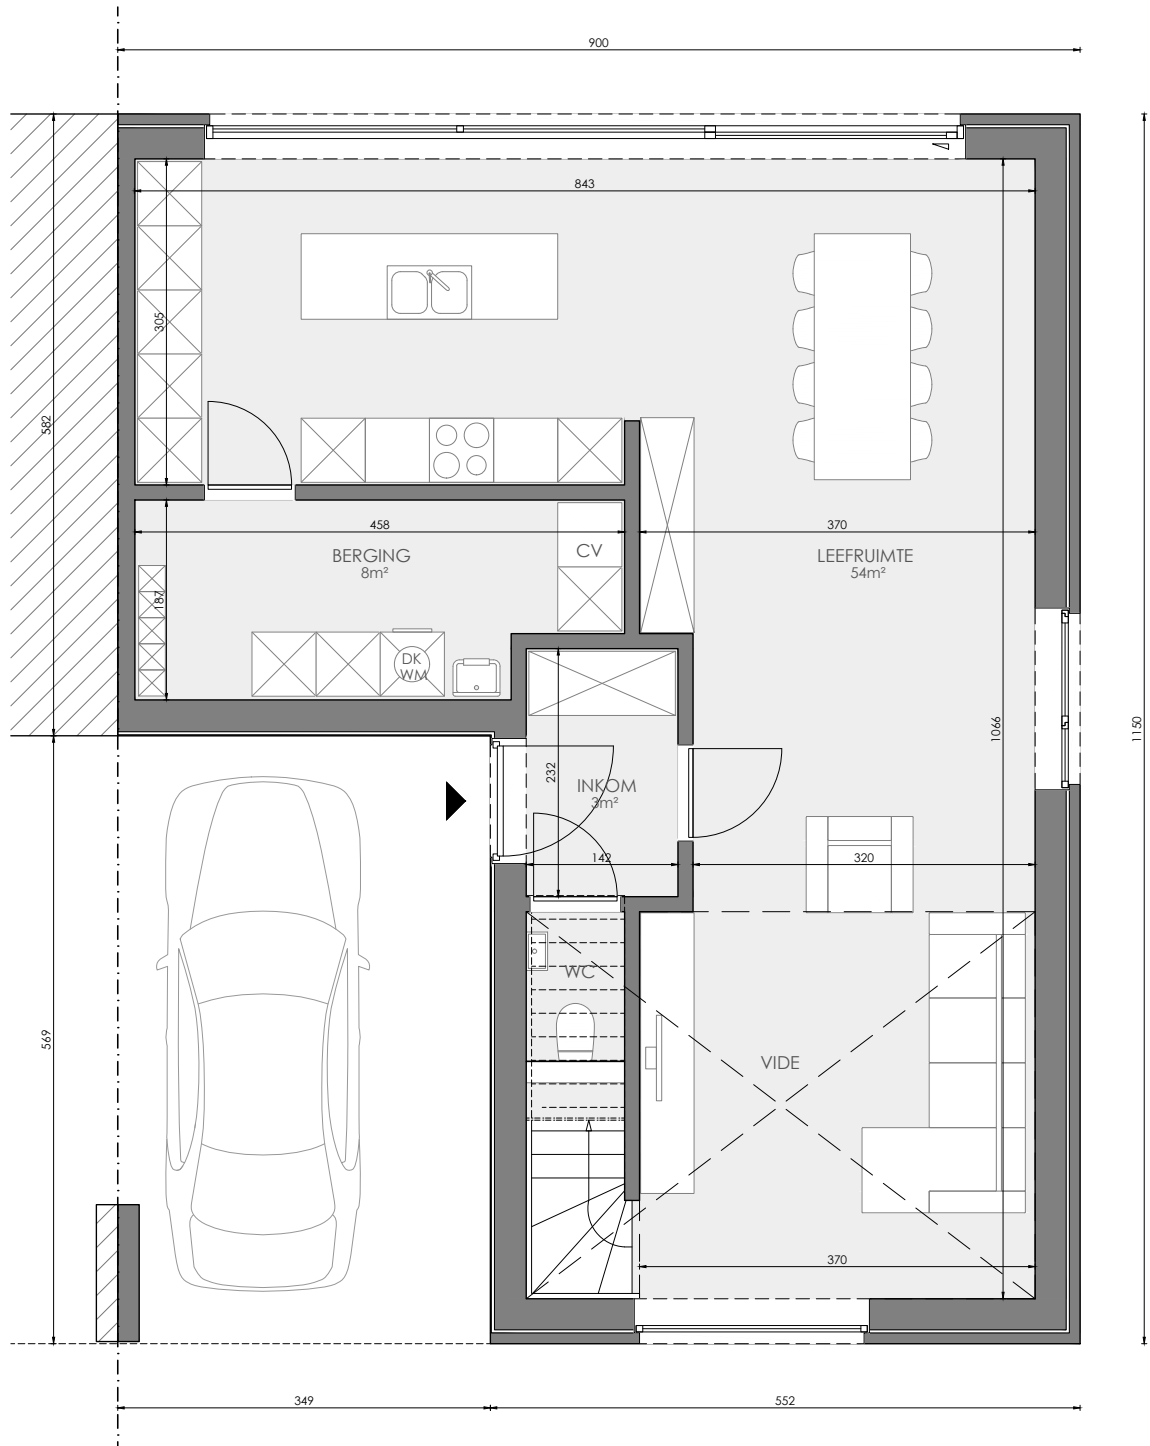 900
843
305
582
458
370
BERGING
8m²
CV
LEEFRUIMTE
54m²
187
DK
WM
1066
1150
232
INKOM
3m²
142
320
WC
569
VIDE
370
349
552